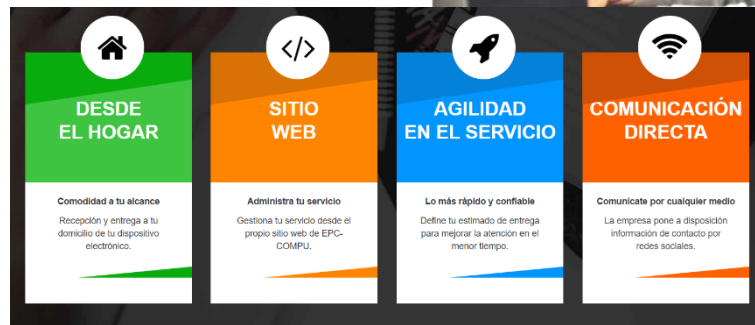 DESDE
EL HOGAR
Comodidad a tu alcance
Recepción y entrega a tu
domicilio de tu dispositivo
electrónico.
SITIO
WEB
Administra tu servicio
Gestiona tu servicio desde el
propio sitio web de EPC-
COMPU.
AGILIDAD
EN EL SERVICIO
Lo más rápido y confiable
Define tu estimado de entrega
para mejorar la atención en el
menor tiempo.
COMUNICACIÓN
DIRECTA
Comunícate por cualquier medio
La empresa pone a disposición
información de contacto por
redes sociales.